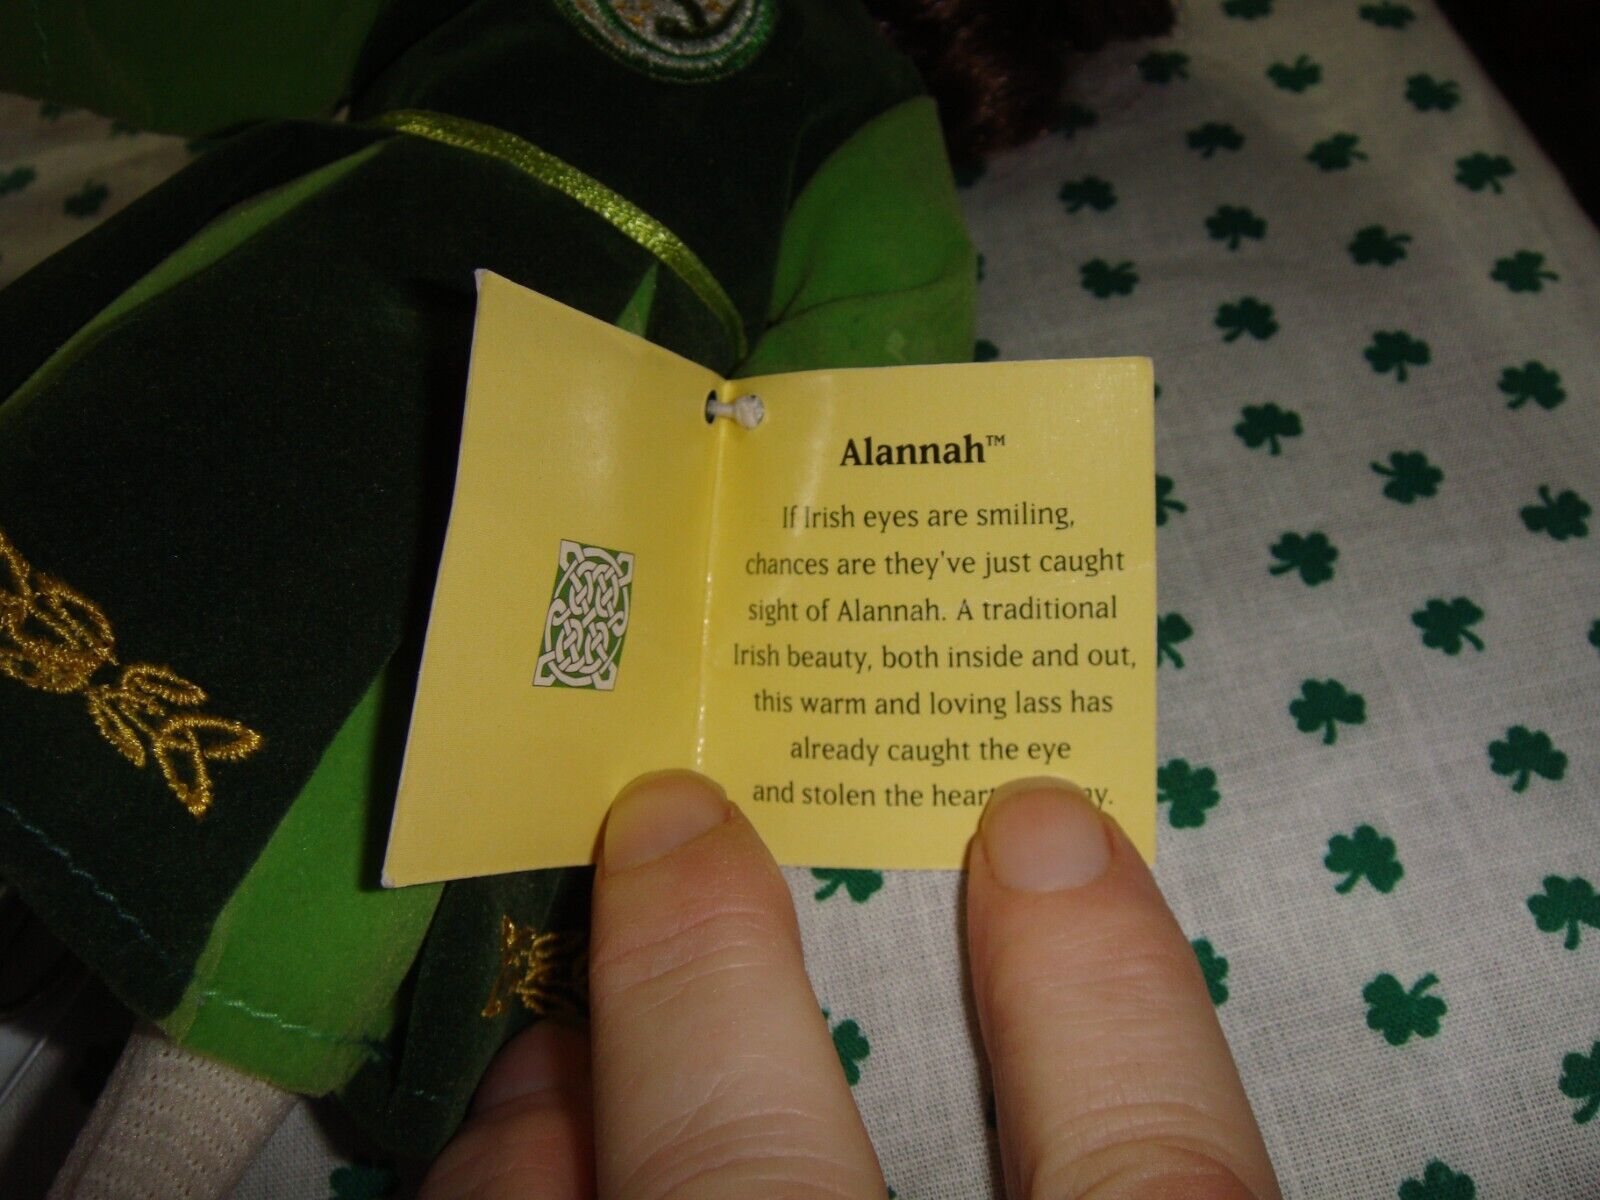 Alannah™
If Irish eyes are smiling,
chances are they've just caught
sight of Alannah. A traditional
Irish beauty, both inside and out,
this warm and loving lass has
already caught the eye
and stolen the heart